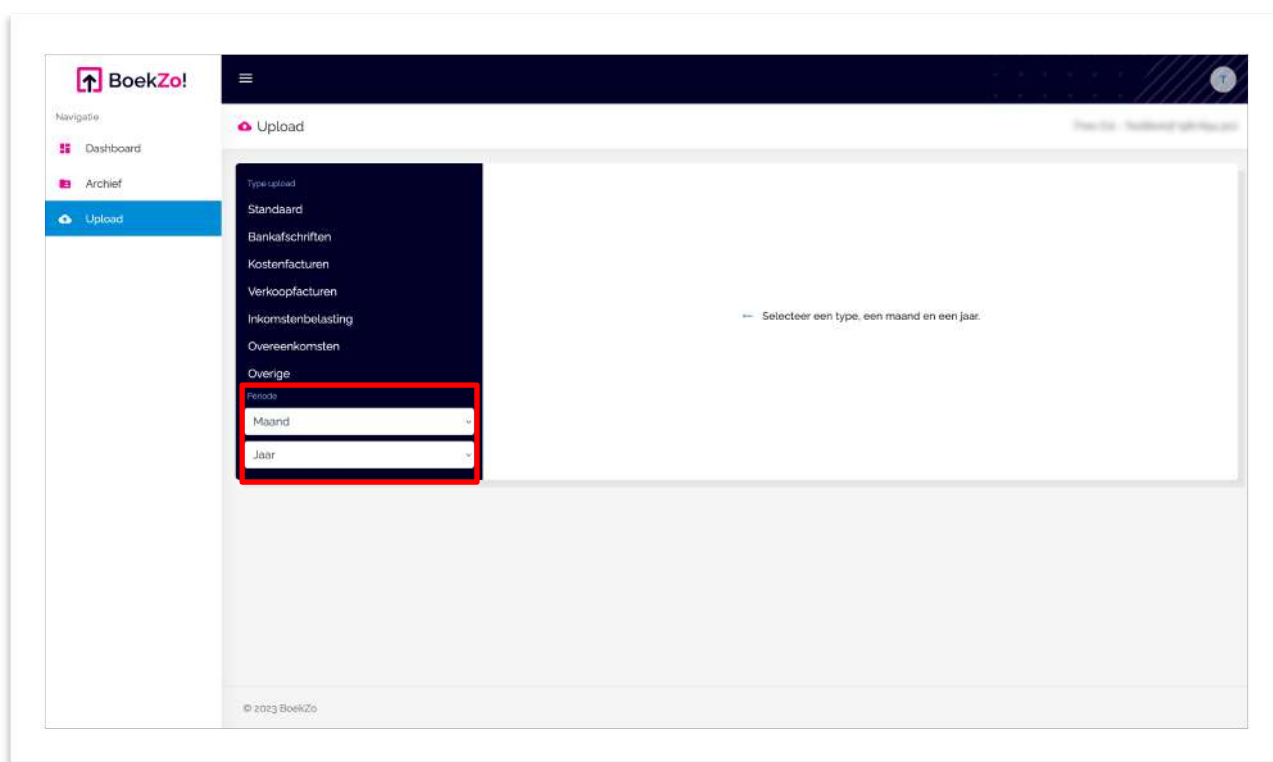 BoekZo!
T
Navigatie
Dashboard
Archief
Upload
Upload
Type upload
Standaard
Bankafschriften
Kostenfacturen
Verkoopfacturen
Inkomstenbelasting
Overeenkomsten
Overige
Periode
Maand
Jaar
← Selecteer een type, een maand en een jaar.
© 2023 BoekZo